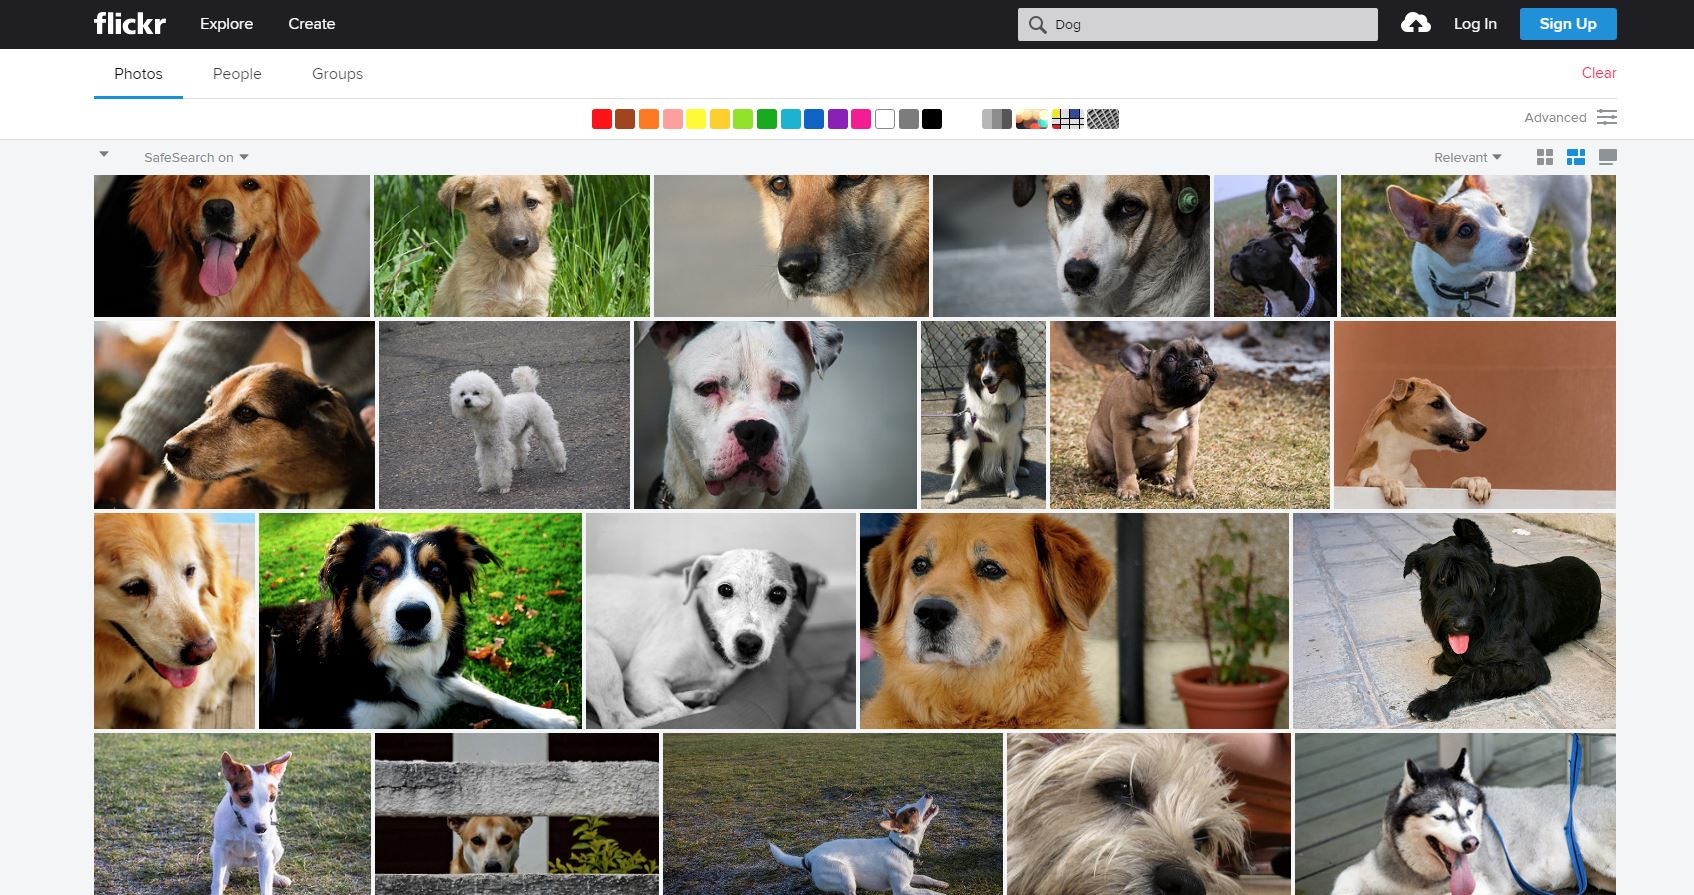 flickr Explore Create Dog Log In Sign Up
Photos People Groups Clear
Advanced
SafeSearch on Relevant